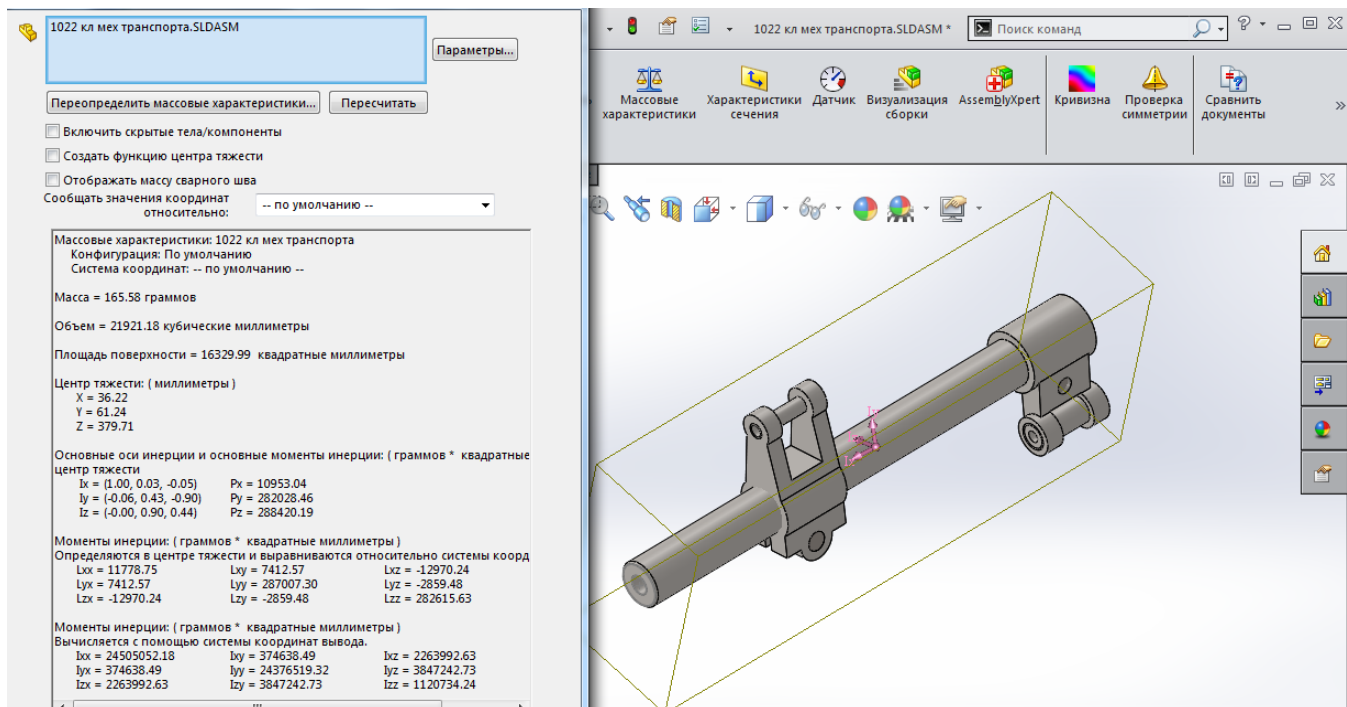 1022 кл мех транспорта.SLDASM
Параметры...
Переопределить массовые характеристики...
Пересчитать
Включить скрытые тела/компоненты
Создать функцию центра тяжести
Отображать массу сварного шва
Сообщать значения координат
относительно:
-- по умолчанию --
Массовые характеристики: 1022 кл мех транспорта
Конфигурация: По умолчанию
Система координат: -- по умолчанию --
Масса = 165.58 граммов
Объем = 21921.18 кубические миллиметры
Площадь поверхности = 16329.99 квадратные миллиметры
Центр тяжести: ( миллиметры )
X = 36.22
Y = 61.24
Z = 379.71
Основные оси инерции и основные моменты инерции: ( граммов * квадратные
центр тяжести
Ix = (1.00, 0.03, -0.05) Px = 10953.04
Iy = (-0.06, 0.43, -0.90) Py = 282028.46
Iz = (-0.00, 0.90, 0.44) Pz = 288420.19
Моменты инерции: ( граммов * квадратные миллиметры )
Определяются в центре тяжести и выравниваются относительно системы коорд
Lxx = 11778.75 Lxy = 7412.57 Lxz = -12970.24
Lyx = 7412.57 Lyy = 287007.30 Lyz = -2859.48
Lzx = -12970.24 Lzy = -2859.48 Lzz = 282615.63
Моменты инерции: ( граммов * квадратные миллиметры )
Вычисляется с помощью системы координат вывода.
Ixx = 24505052.18 Ixy = 374638.49 Ixz = 2263992.63
Iyx = 374638.49 Iyy = 24376519.32 Iyz = 3847242.73
Izx = 2263992.63 Izy = 3847242.73 Izz = 1120734.24
1022 кл мех транспорта.SLDASM *
Поиск команд
Массовые
характеристики
Характеристики
сечения
Датчик
Визуализация
сборки
AssemblyXpert
Кривизна
Проверка
симметрии
Сравнить
документы